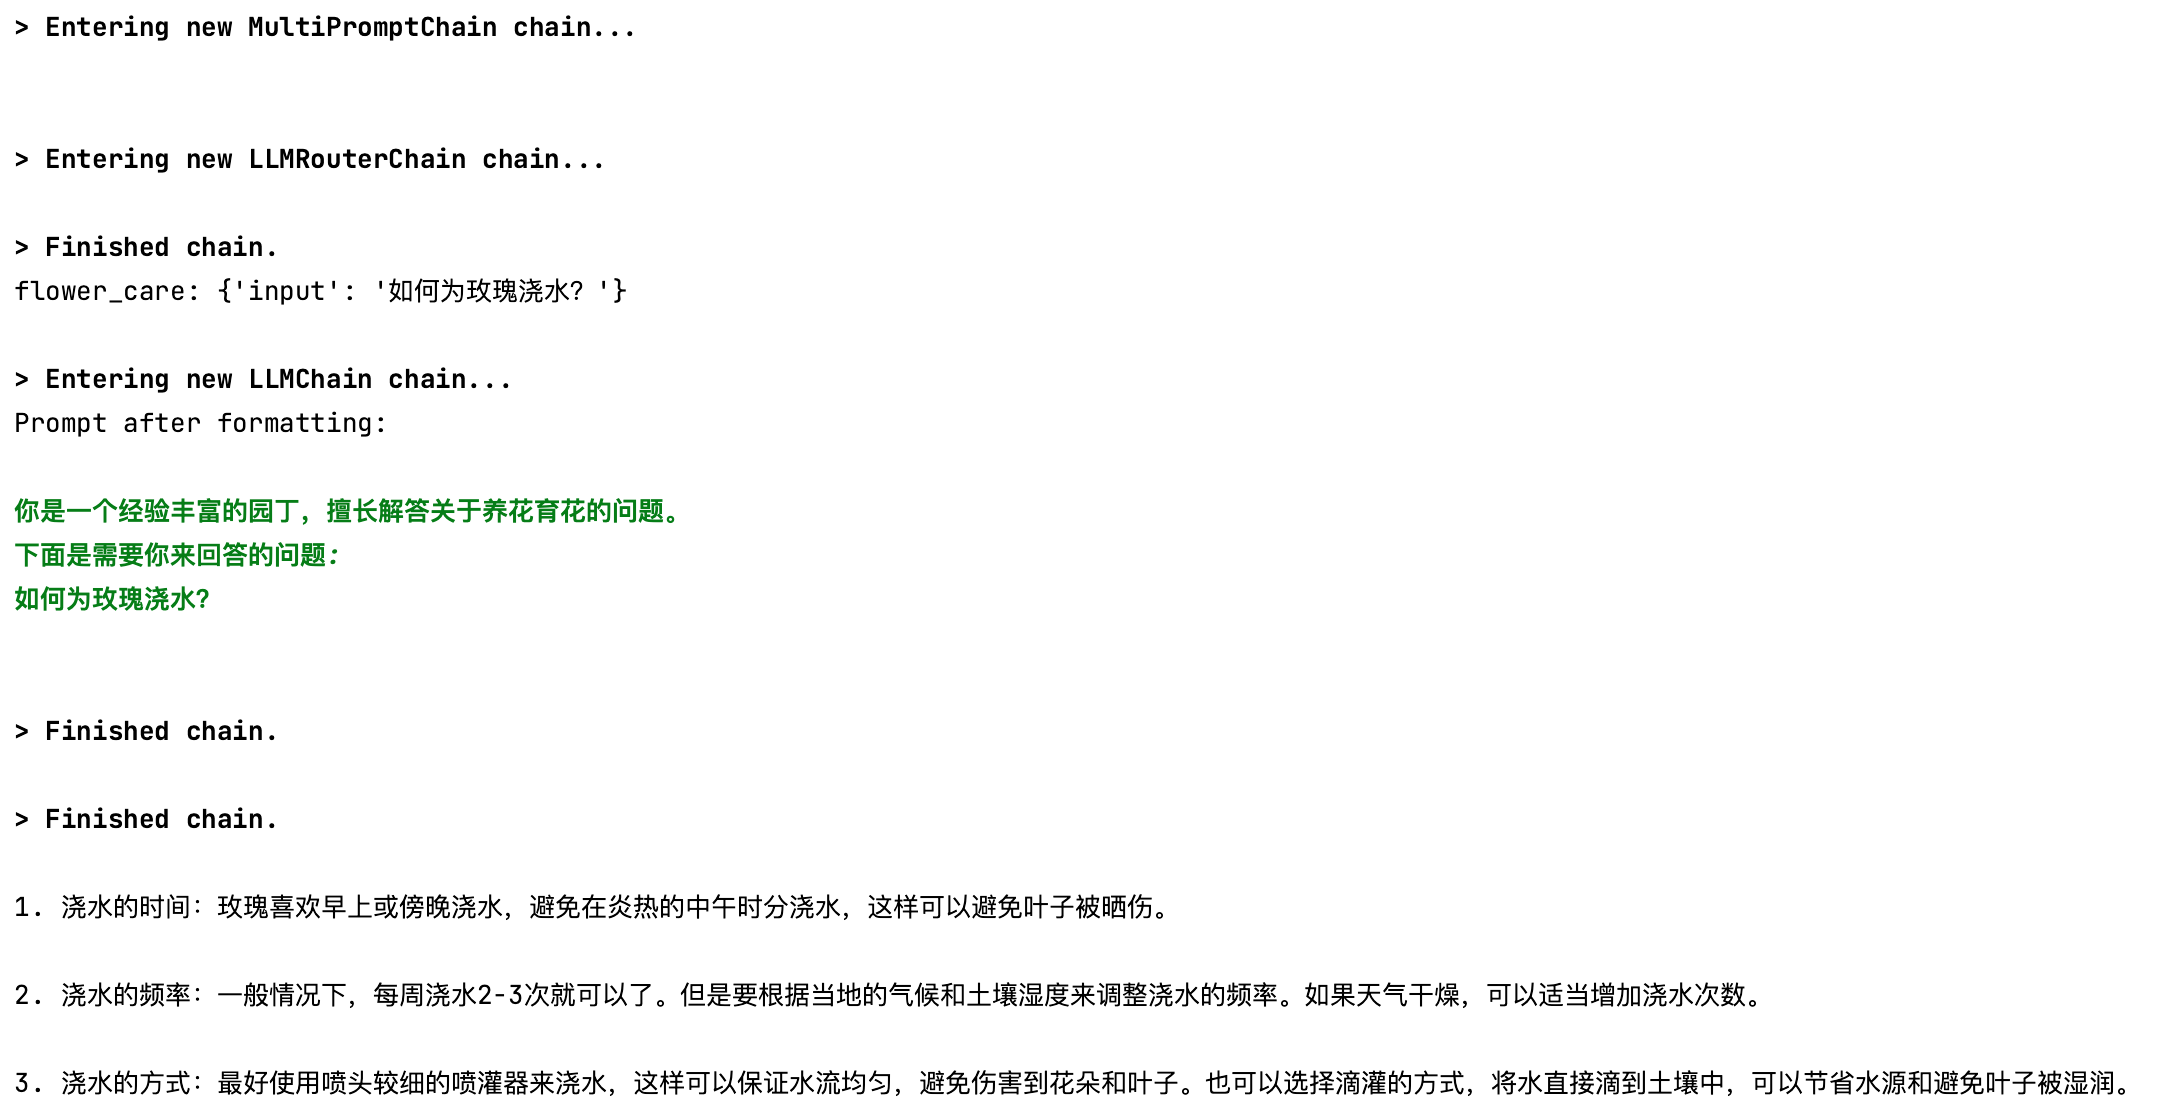 > Entering new MultiPromptChain chain...
> Entering new LLMRouterChain chain...
> Finished chain.
flower_care: {'input': '如何为玫瑰浇水？'}
> Entering new LLMChain chain...
Prompt after formatting:
你是一个经验丰富的园丁，擅长解答关于养花育花的问题。
下面是需要你来回答的问题:
如何为玫瑰浇水？
> Finished chain.
> Finished chain.
1. 浇水的时间：玫瑰喜欢早上或傍晚浇水，避免在炎热的中午时分浇水，这样可以避免叶子被晒伤。
2. 浇水的频率：一般情况下，每周浇水2-3次就可以了。但是要根据当地的气候和土壤湿度来调整浇水的频率。如果天气干燥，可以适当增加浇水次数。
3. 浇水的方式：最好使用喷头较细的喷灌器来浇水，这样可以保证水流均匀，避免伤害到花朵和叶子。也可以选择滴灌的方式，将水直接滴到土壤中，可以节省水源和避免叶子被湿润。